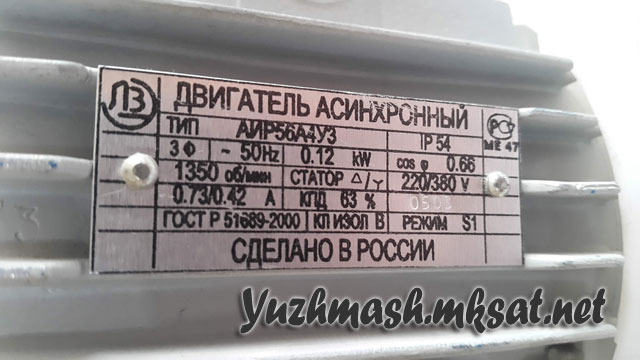 ЛЗ ДВИГАТЕЛЬ АСИНХРОННЫЙ РСТ
ТИП АИР56А4У3 IP 54 МЕ 47
3 Ф ~ 50Hz 0.12 kW cos φ 0.66
1350 об/мин СТАТОР △/Y 220/380 V
0.73/0.42 А КПД 63 %
ГОСТ Р 51689-2000 КЛ ИЗОЛ В РЕЖИМ S1
СДЕЛАНО В РОССИИ
Yuzhmash.mksat.net